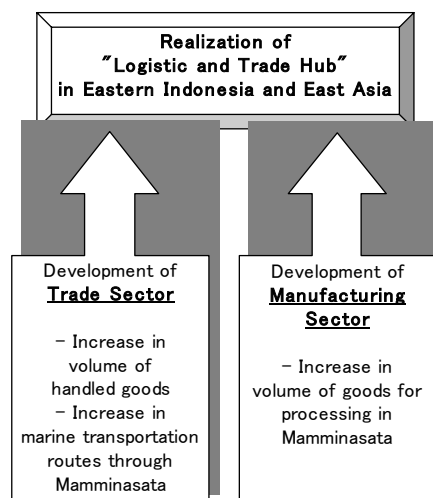 Realization of
"Logistic and Trade Hub"
in Eastern Indonesia and East Asia
Development of
Trade Sector
- Increase in
volume of
handled goods
- Increase in
marine transportation
routes through
Mamminasata
Development of
Manufacturing
Sector
- Increase in
volume of goods for
processing in
Mamminasata